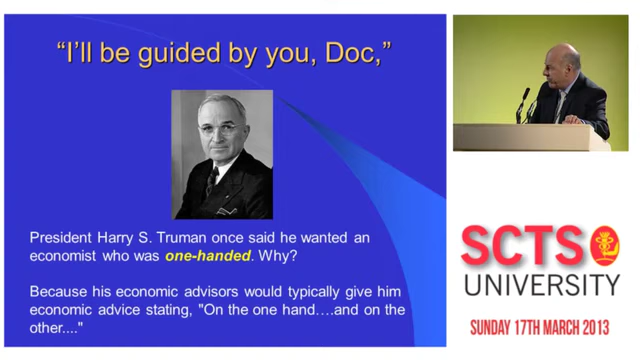 “I’ll be guided by you, Doc,”
President Harry S. Truman once said he wanted an
economist who was one-handed. Why?
Because his economic advisors would typically give him
economic advice stating, "On the one hand….and on the
other...."
SCTS
UNIVERSITY
SUNDAY 17TH MARCH 2013